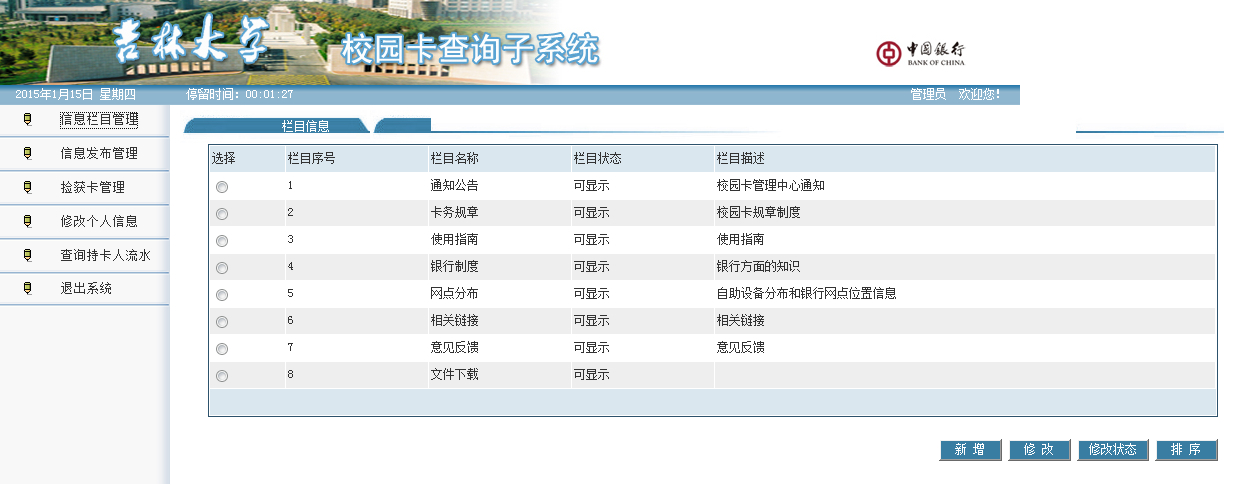 吉林大学
校园卡查询子系统
中国银行
BANK OF CHINA
2015年1月15日 星期四 停留时间：00:01:27 管理员 欢迎您!
信息栏目管理
信息发布管理
捡获卡管理
修改个人信息
查询持卡人流水
退出系统
栏目信息
选择 栏目序号 栏目名称 栏目状态 栏目描述
1 通知公告 可显示 校园卡管理中心通知
2 卡务规章 可显示 校园卡规章制度
3 使用指南 可显示 使用指南
4 银行制度 可显示 银行方面的知识
5 网点分布 可显示 自助设备分布和银行网点位置信息
6 相关链接 可显示 相关链接
7 意见反馈 可显示 意见反馈
8 文件下载 可显示
新 增 修 改 修改状态 排 序